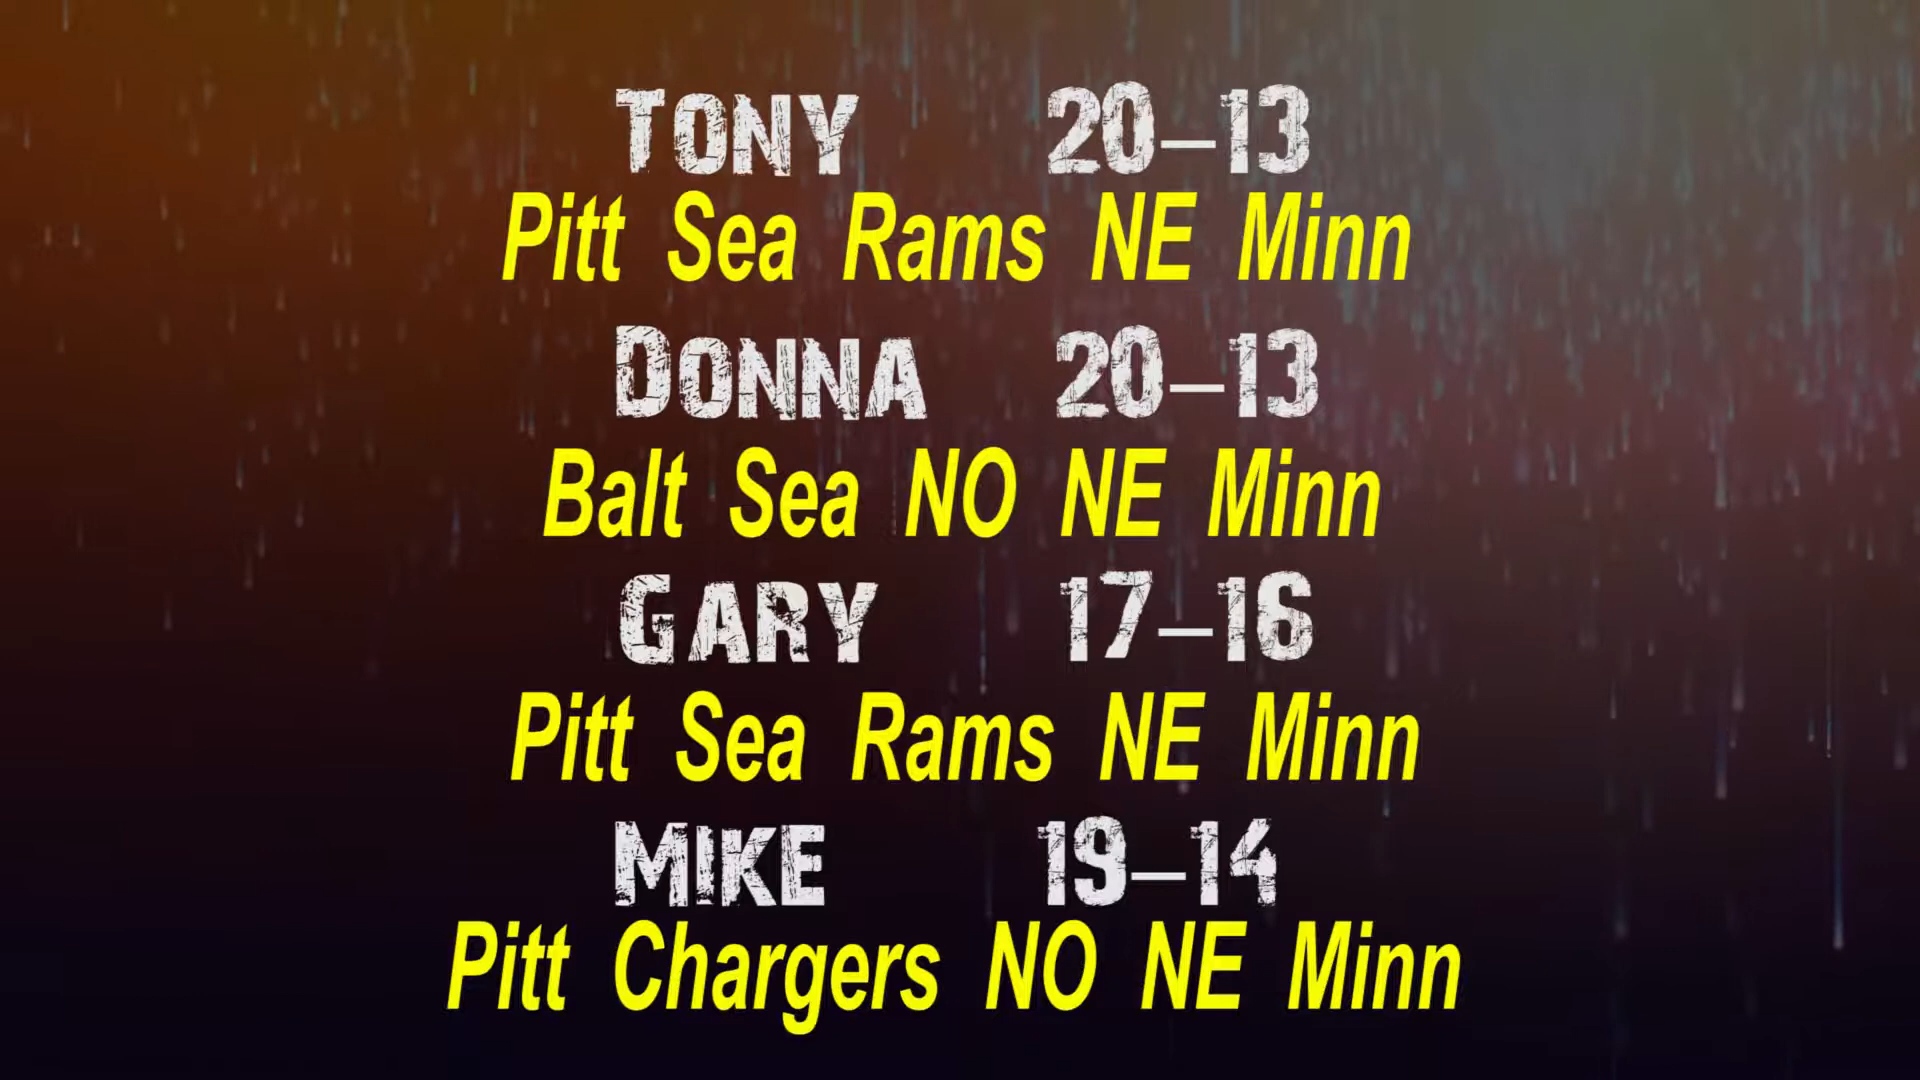 Tony 20–13
Pitt Sea Rams NE Minn
Donna 20–13
Balt Sea NO NE Minn
Gary 17–16
Pitt Sea Rams NE Minn
Mike 19–14
Pitt Chargers NO NE Minn